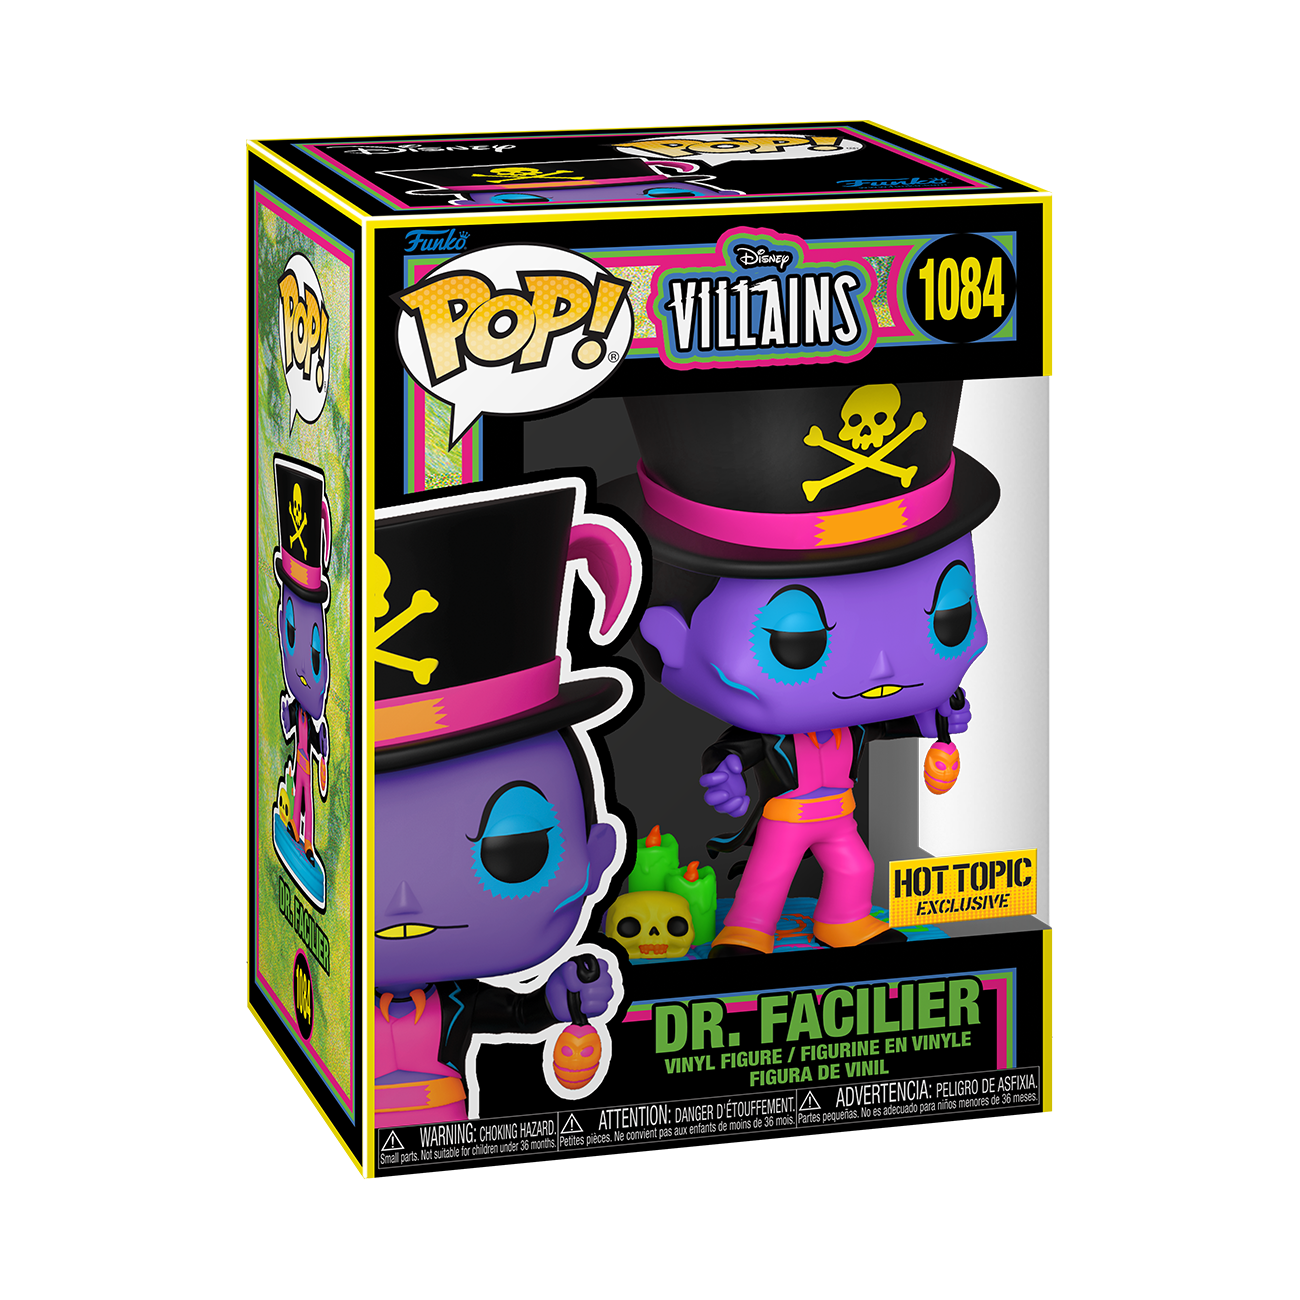 Disney
POP!
Funko
Funko
POP!®
Disney
VILLAINS
1084
POP!
HOT TOPIC
EXCLUSIVE
DR. FACILIER
1084
DR. FACILIER
VINYL FIGURE / FIGURINE EN VINYLE
FIGURA DE VINIL
WARNING: CHOKING HAZARD.
Small parts. Not suitable for children under 36 months.
ATTENTION: DANGER D'ÉTOUFFEMENT.
Petites pièces. Ne convient pas aux enfants de moins de 36 mois.
ADVERTENCIA: PELIGRO DE ASFIXIA.
Partes pequeñas. No es adecuado para niños menores de 36 meses.